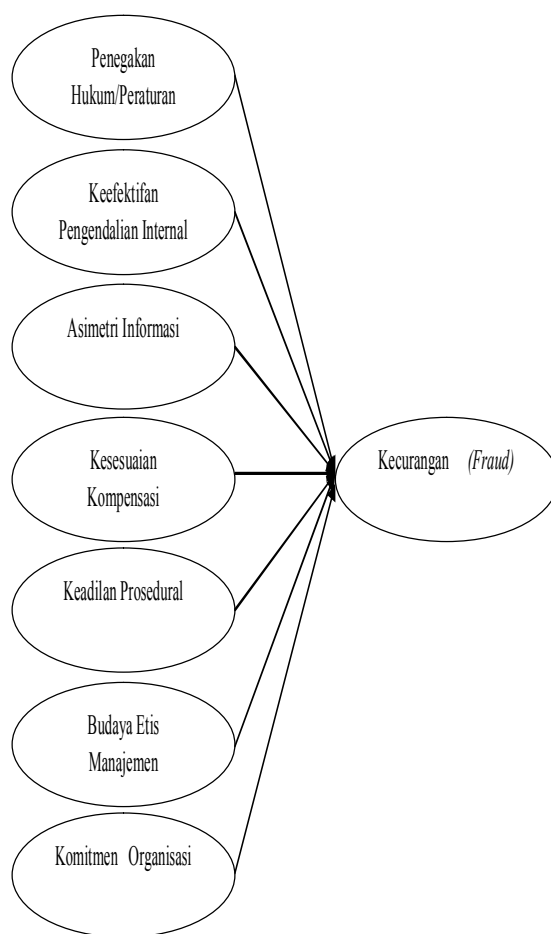 Penegakan
Hukum/Peraturan
Keefektifan
Pengendalian Internal
Asimetri Informasi
Kesesuaian
Kompensasi
Kecurangan (Fraud)
Keadilan Prosedural
Budaya Etis
Manajemen
Komitmen Organisasi